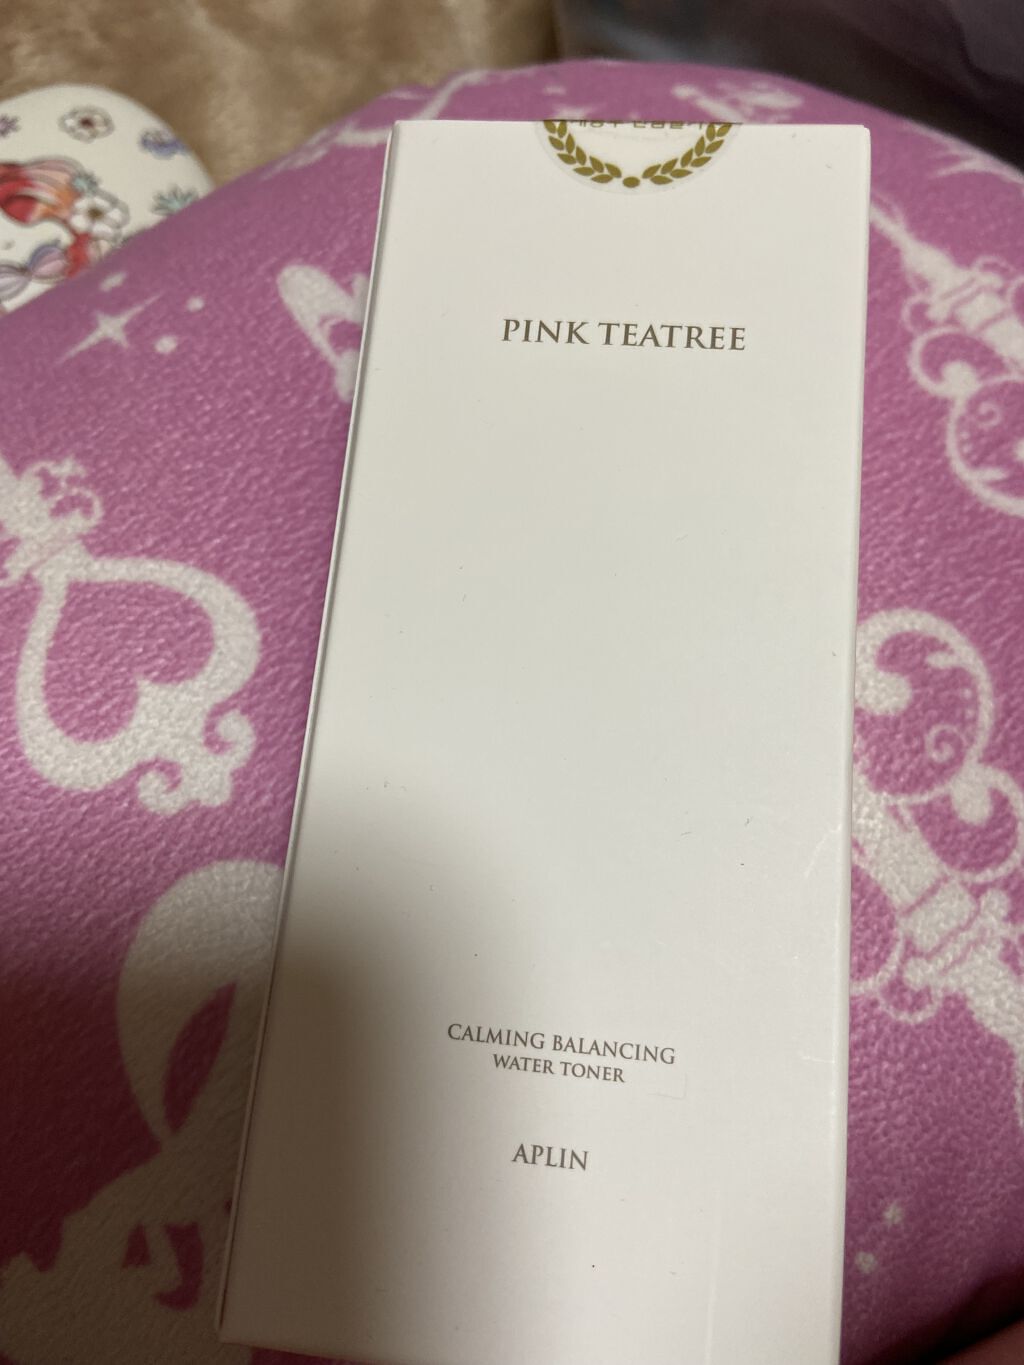 PINK TEATREE
CALMING BALANCING
WATER TONER
APLIN